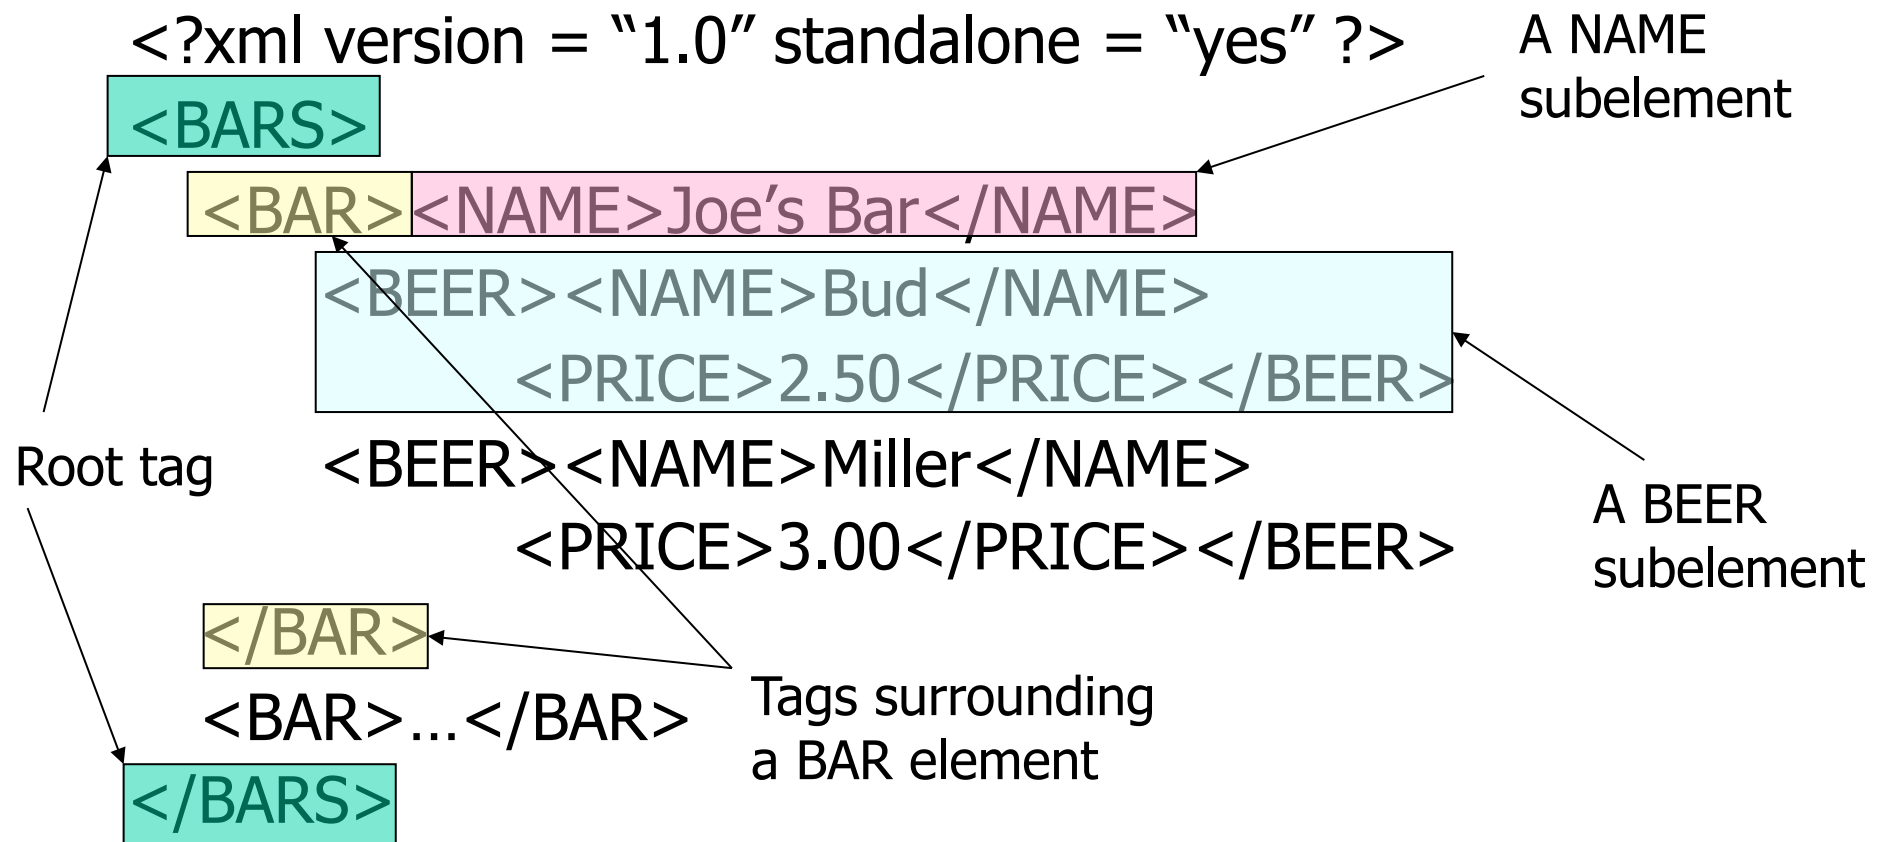 <?xml version = “1.0” standalone = “yes” ?>
<BARS>
<BAR><NAME>Joe’s Bar</NAME>
<BEER><NAME>Bud</NAME>
<PRICE>2.50</PRICE></BEER>
<BEER><NAME>Miller</NAME>
<PRICE>3.00</PRICE></BEER>
</BAR>
<BAR>…</BAR>
</BARS>
A NAME
subelement
Root tag
A BEER
subelement
Tags surrounding
a BAR element